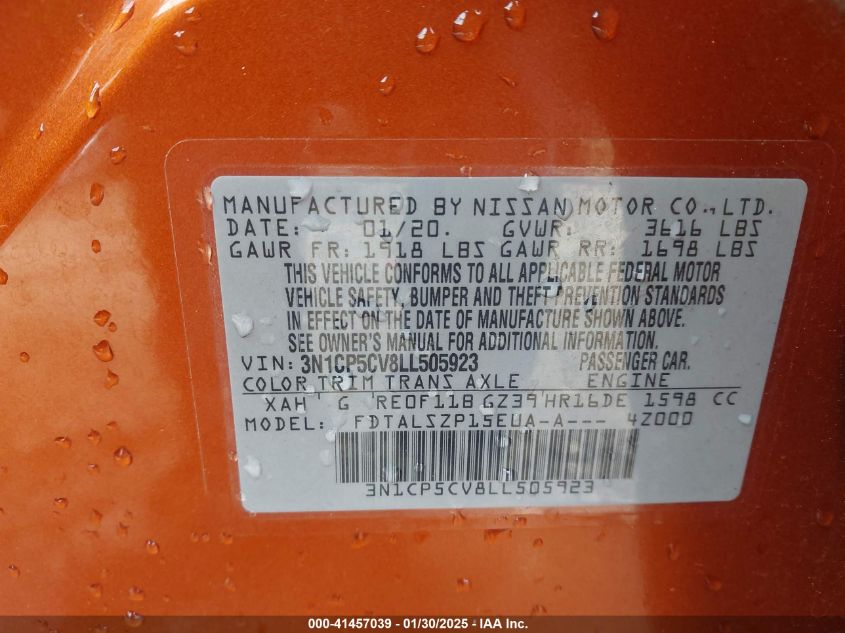 MANUFACTURED BY NISSAN MOTOR CO., LTD.
DATE: 01/20. GVWR: 3616 LBS
GAWR FR: 1918 LBS GAWR RR: 1698 LBS
THIS VEHICLE CONFORMS TO ALL APPLICABLE FEDERAL MOTOR
VEHICLE SAFETY, BUMPER AND THEFT PREVENTION STANDARDS
IN EFFECT ON THE DATE OF MANUFACTURE SHOWN ABOVE.
SEE OWNER'S MANUAL FOR ADDITIONAL INFORMATION.
VIN: 3N1CP5CV8LL505923 PASSENGER CAR.
COLOR TRIM TRANS AXLE ENGINE
XAH G RE0F11B GZ39 HR16DE 1598 CC
MODEL: FDTALSZP15EUA-A--- 4Z000
3N1CP5CV8LL505923
000-41457039 - 01/30/2025 - IAA Inc.